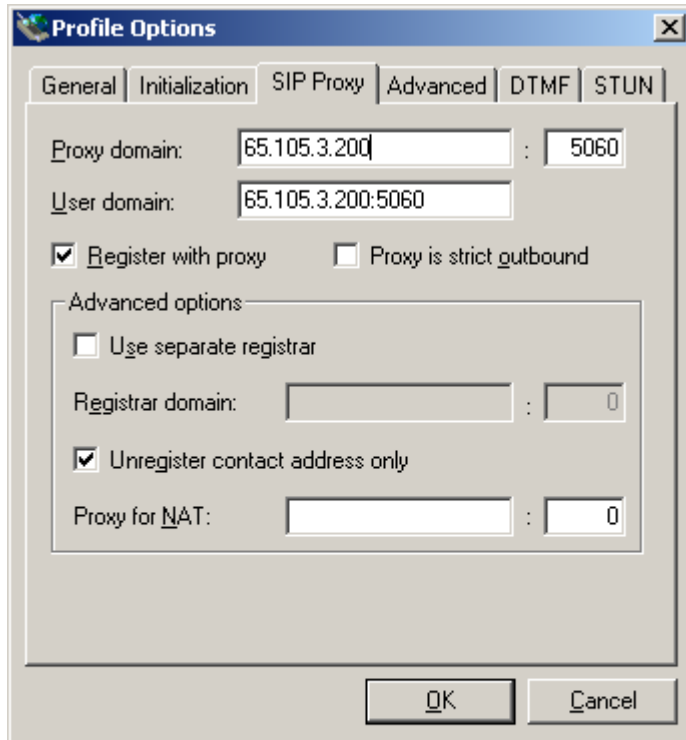 Profile Options
General Initialization SIP Proxy Advanced DTMF STUN
Proxy domain: 65.105.3.200 : 5060
User domain: 65.105.3.200:5060
Register with proxy Proxy is strict outbound
Advanced options
Use separate registrar
Registrar domain: : 0
Unregister contact address only
Proxy for NAT: : 0
OK Cancel